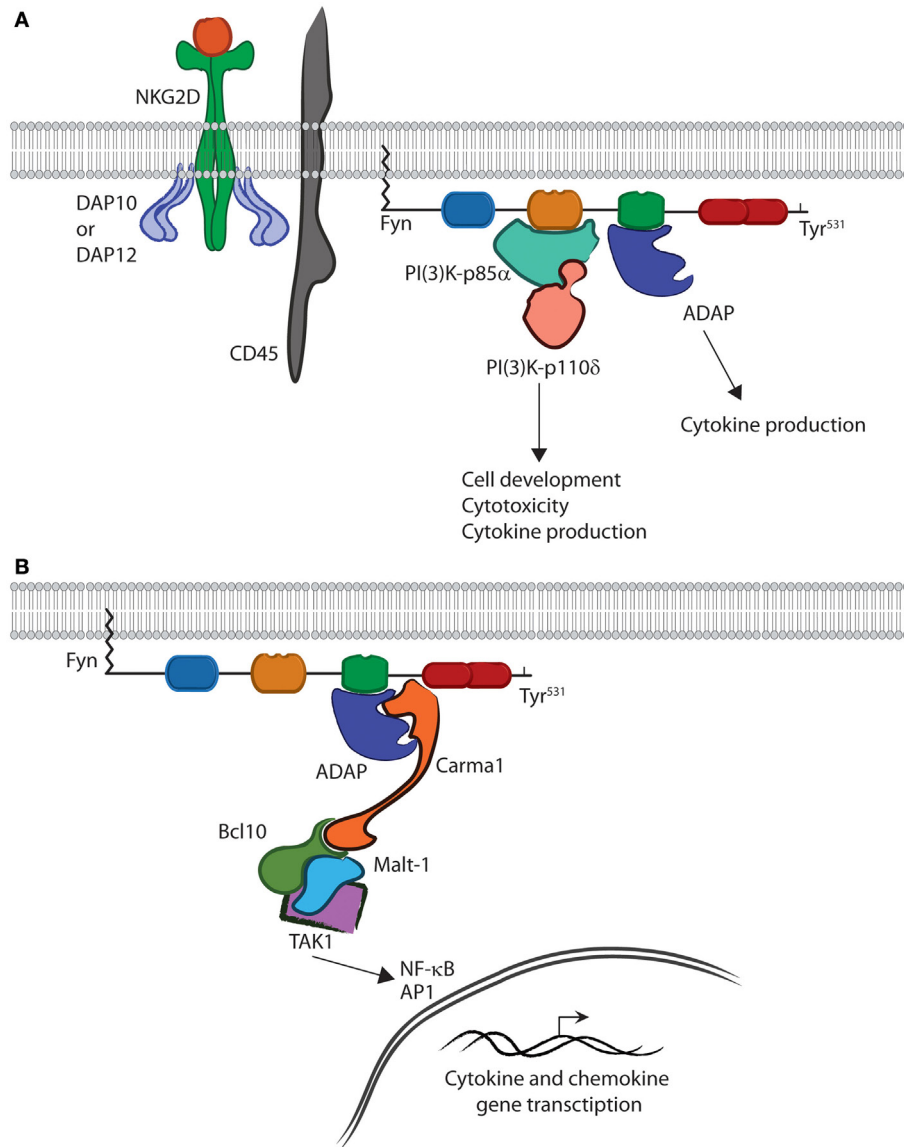 A
NKG2D
DAP10
or
DAP12
CD45
Fyn
Tyr531
PI(3)K-p85α
ADAP
PI(3)K-p110δ
Cytokine production
Cell development
Cytotoxicity
Cytokine production
B
Fyn
Tyr531
ADAP
Carma1
Bcl10
Malt-1
TAK1
NF-κB
AP1
Cytokine and chemokine
gene transctiption